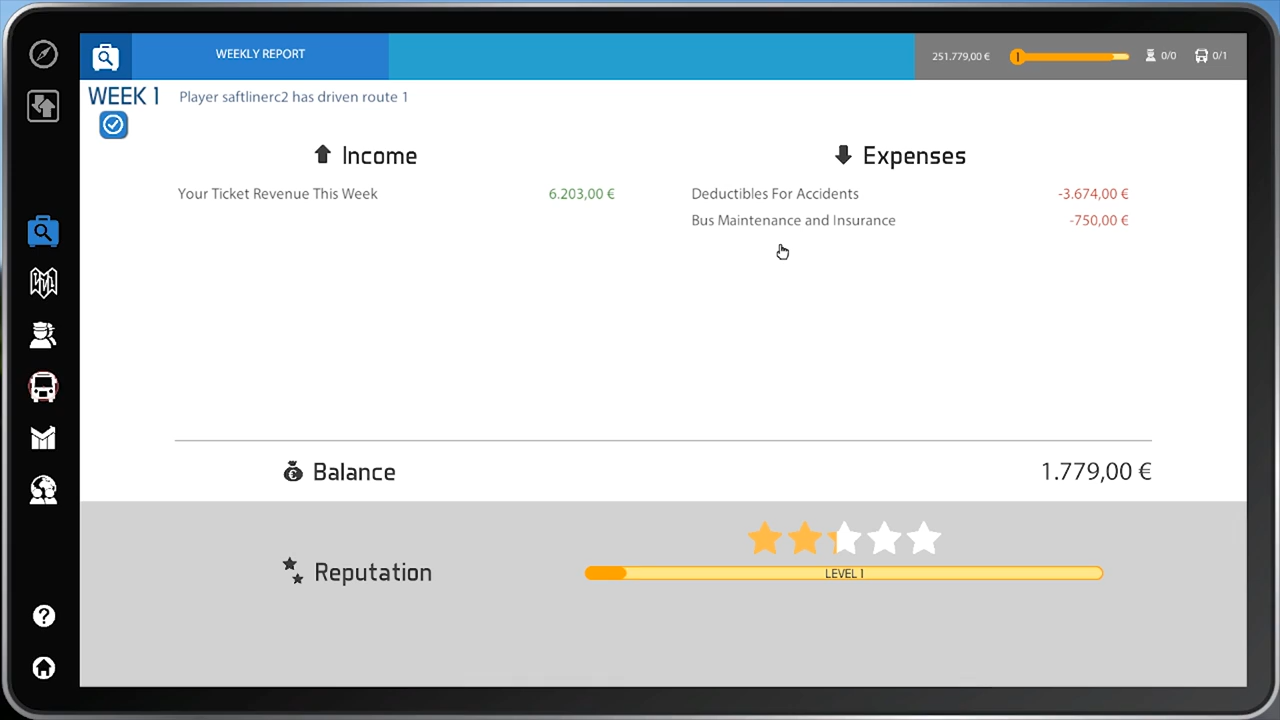 WEEKLY REPORT
251.779,00 €
0/0
0/1
WEEK 1
Player saftlinerc2 has driven route 1
Income
Expenses
Your Ticket Revenue This Week 6.203,00 €
Deductibles For Accidents -3.674,00 €
Bus Maintenance and Insurance -750,00 €
Balance 1.779,00 €
Reputation
LEVEL 1